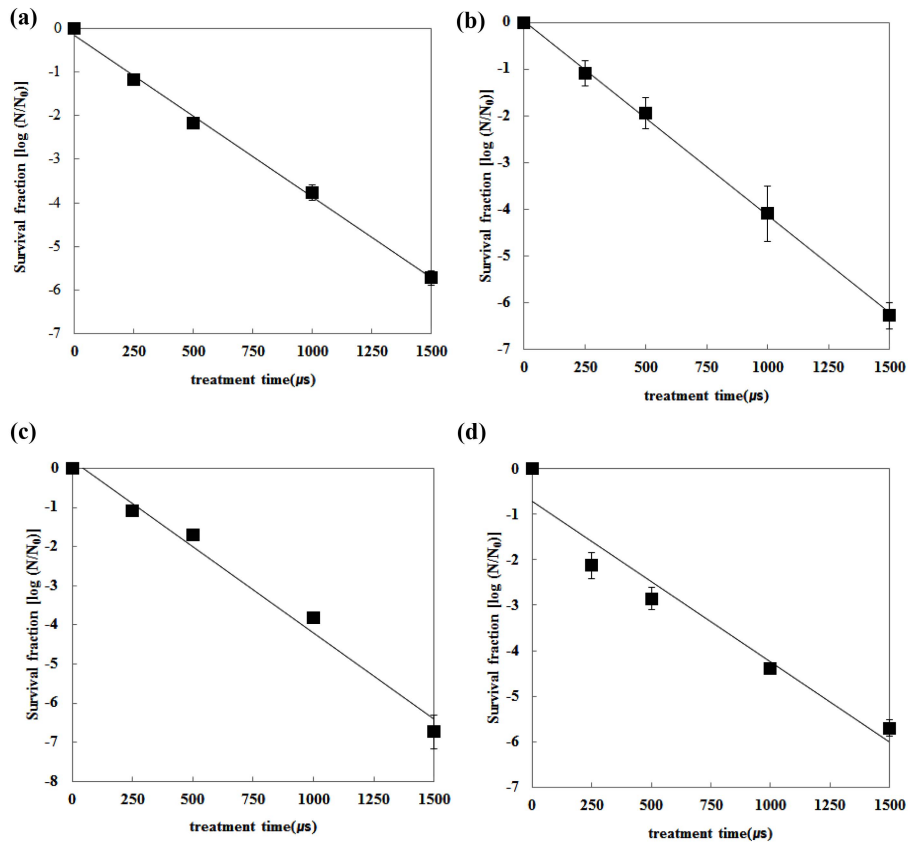 (a)
0
-1
-2
-3
-4
-5
-6
-7
Survival fraction [log (N/N₀)]
0 250 500 750 1000 1250 1500
treatment time(µs)
(b)
0
-1
-2
-3
-4
-5
-6
-7
Survival fraction [log (N/N₀)]
0 250 500 750 1000 1250 1500
treatment time(µs)
(c)
0
-1
-2
-3
-4
-5
-6
-7
-8
Survival fraction [log (N/N₀)]
0 250 500 750 1000 1250 1500
treatment time(µs)
(d)
0
-1
-2
-3
-4
-5
-6
-7
Survival fraction [log (N/N₀)]
0 250 500 750 1000 1250 1500
treatment time(µs)